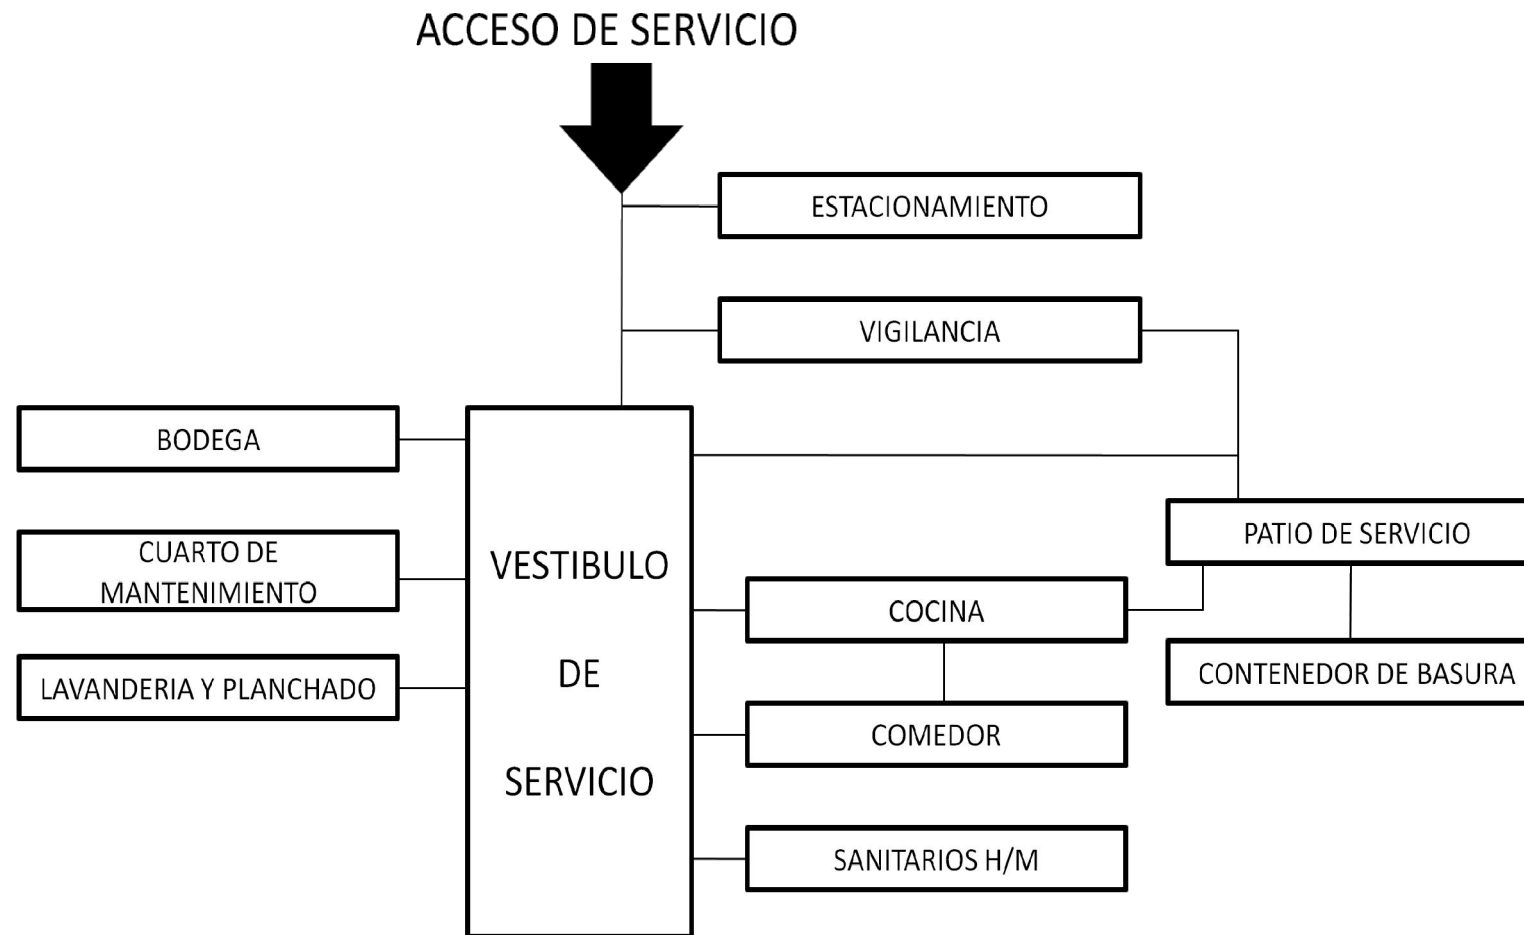 ACCESO DE SERVICIO
ESTACIONAMIENTO
VIGILANCIA
BODEGA
CUARTO DE
MANTENIMIENTO
LAVANDERIA Y PLANCHADO
VESTIBULO
DE
SERVICIO
PATIO DE SERVICIO
COCINA
CONTENEDOR DE BASURA
COMEDOR
SANITARIOS H/M